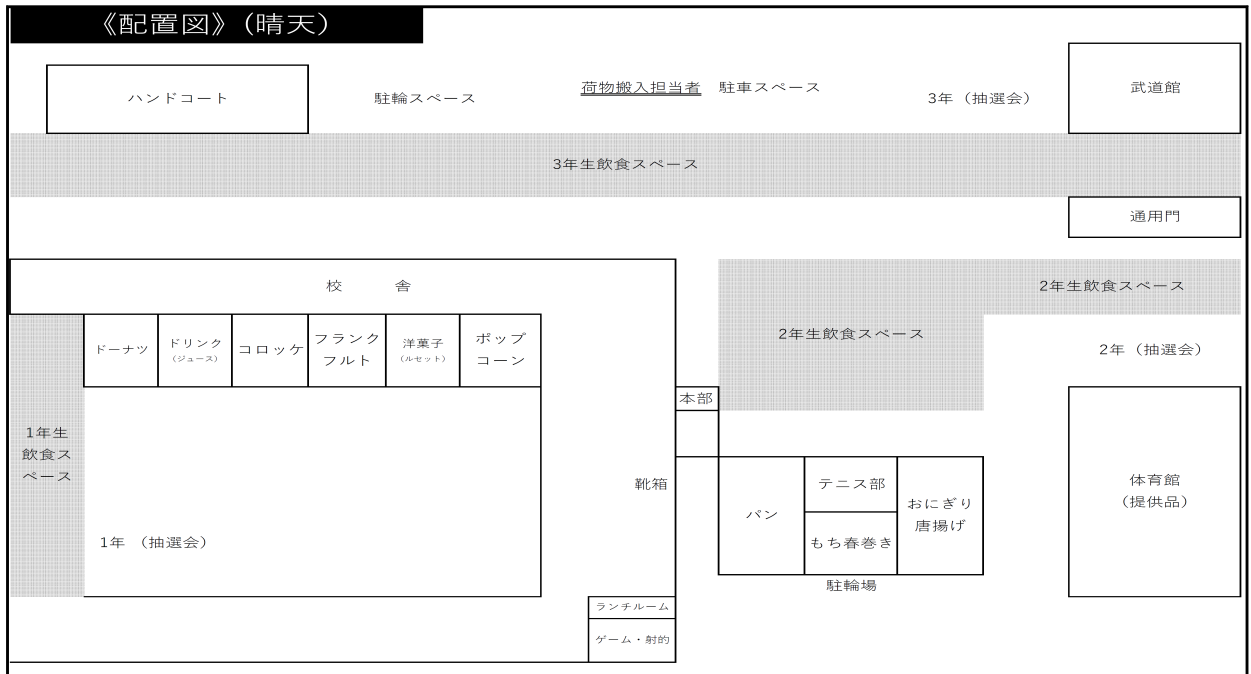 《配置図》(晴天)
ハンドコート
駐輪スペース
荷物搬入担当者 駐車スペース
3年（抽選会）
武道館
3年生飲食スペース
通用門
校　舎
2年生飲食スペース
2年生飲食スペース
2年（抽選会）
ドーナツ
ドリンク
(ジュース)
コロッケ
フランク
フルト
洋菓子
(ルセット)
ポップ
コーン
本部
1年生
飲食ス
ペース
靴箱
パン
テニス部
もち春巻き
おにぎり
唐揚げ
体育館
（提供品）
1年 （抽選会）
駐輪場
ランチルーム
ゲーム・射的